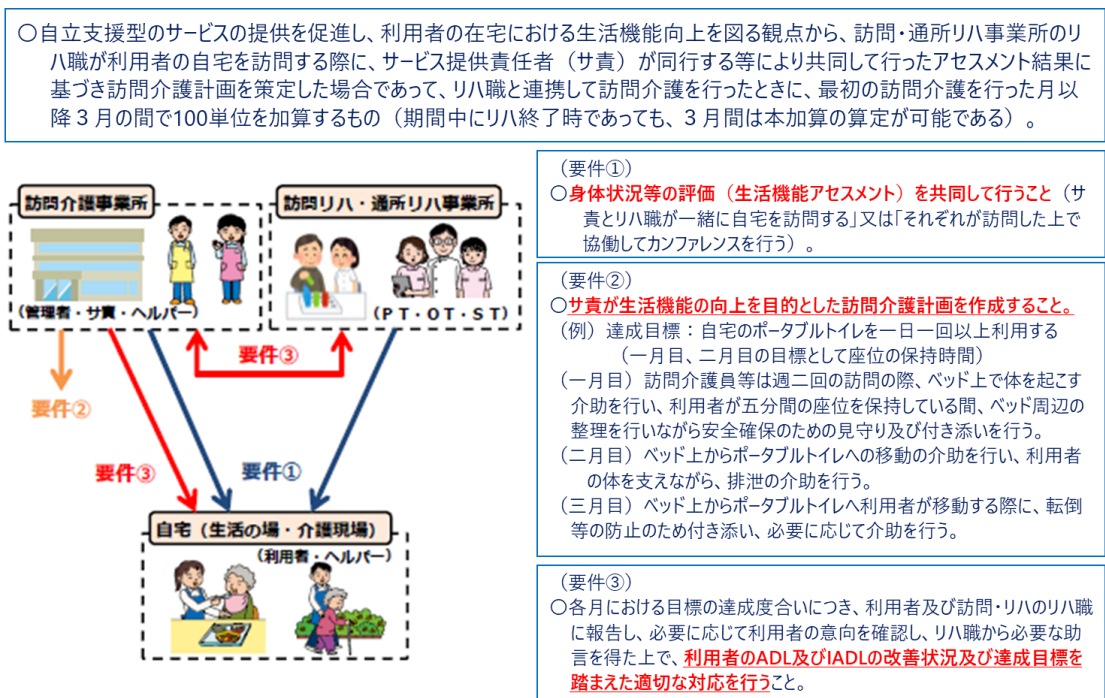 〇自立支援型のサービスの提供を促進し、利用者の在宅における生活機能向上を図る観点から、訪問・通所リハ事業所のリ
ハ職が利用者の自宅を訪問する際に、サービス提供責任者（サ責）が同行する等により共同して行ったアセスメント結果に
基づき訪問介護計画を策定した場合であって、リハ職と連携して訪問介護を行ったときに、最初の訪問介護を行った月以
降３月の間で100単位を加算するもの（期間中にリハ終了時であっても、３月間は本加算の算定が可能である）。
訪問介護事業所
（管理者・サ責・ヘルパー）
訪問リハ・通所リハ事業所
（ＰＴ・ＯＴ・ＳＴ）
要件③
要件②
要件③
要件①
自宅（生活の場・介護現場）
（利用者・ヘルパー）
（要件①）
〇身体状況等の評価（生活機能アセスメント）を共同して行うこと（サ
責とリハ職が一緒に自宅を訪問する」又は「それぞれが訪問した上で
協働してカンファレンスを行う）。
（要件②）
〇サ責が生活機能の向上を目的とした訪問介護計画を作成すること。
（例）達成目標：自宅のポータブルトイレを一日一回以上利用する
（一月目、二月目の目標として座位の保持時間）
（一月目）訪問介護員等は週二回の訪問の際、ベッド上で体を起こす
介助を行い、利用者が五分間の座位を保持している間、ベッド周辺の
整理を行いながら安全確保のための見守り及び付き添いを行う。
（二月目）ベッド上からポータブルトイレへの移動の介助を行い、利用者
の体を支えながら、排泄の介助を行う。
（三月目）ベッド上からポータブルトイレへ利用者が移動する際に、転倒
等の防止のため付き添い、必要に応じて介助を行う。
（要件③）
〇各月における目標の達成度合いにつき、利用者及び訪問・リハのリハ職
に報告し、必要に応じて利用者の意向を確認し、リハ職から必要な助
言を得た上で、利用者のADL及びIADLの改善状況及び達成目標を
踏まえた適切な対応を行うこと。